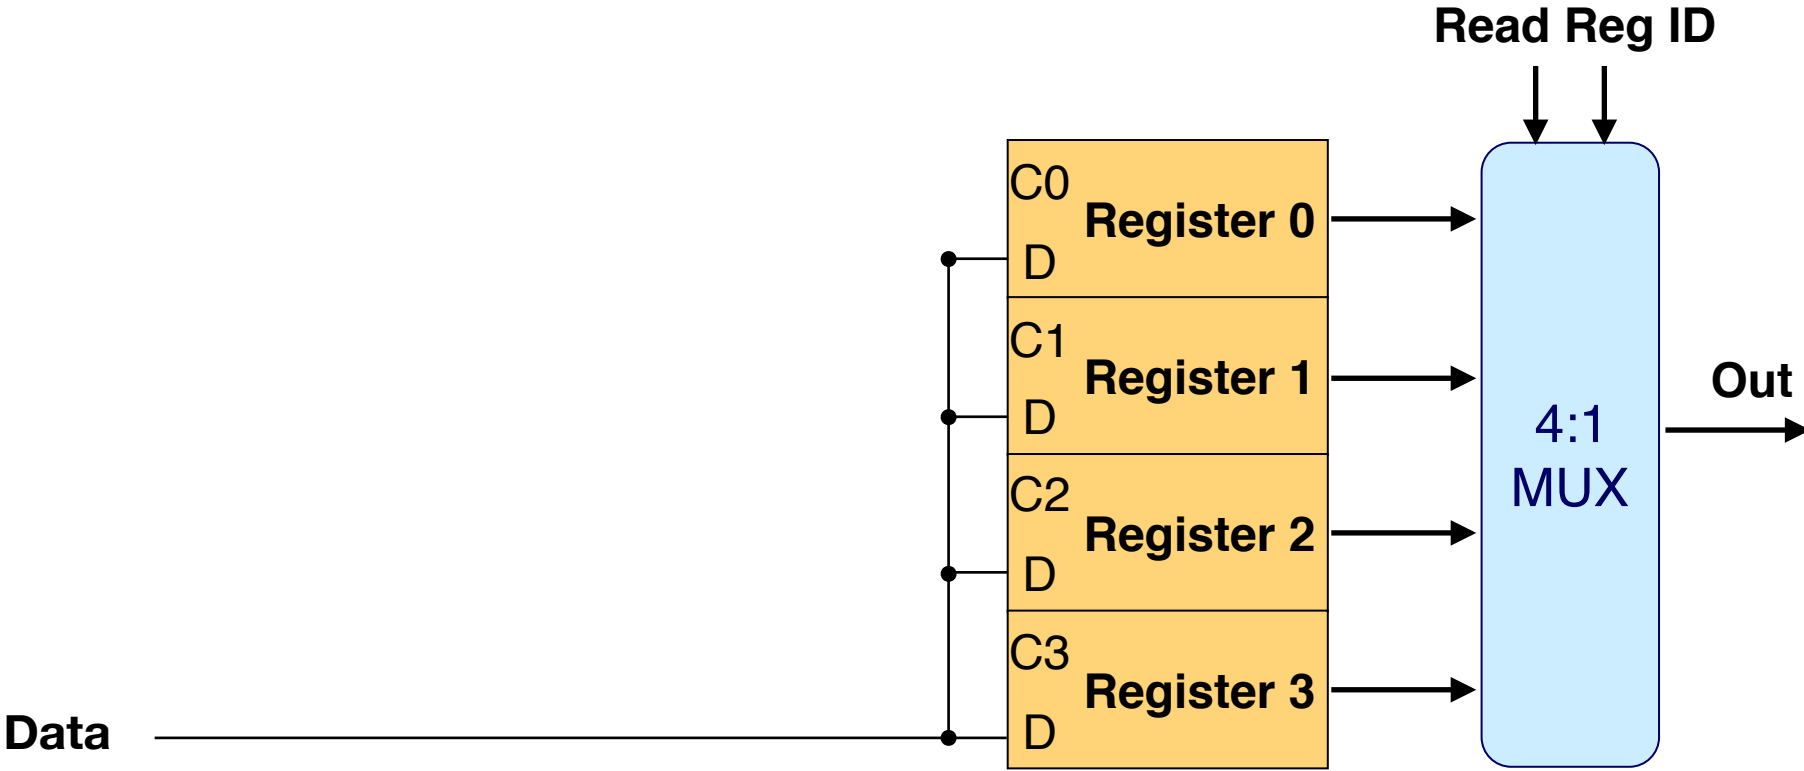 Read Reg ID
C0
Register 0
D
C1
Register 1
D
C2
Register 2
D
C3
Register 3
D
4:1
MUX
Out
Data